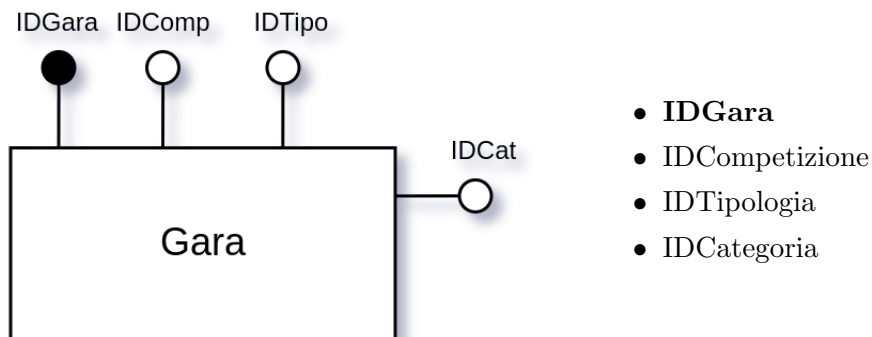 IDGara IDComp IDTipo
IDCat
Gara
• IDGara
• IDCompetizione
• IDTipologia
• IDCategoria